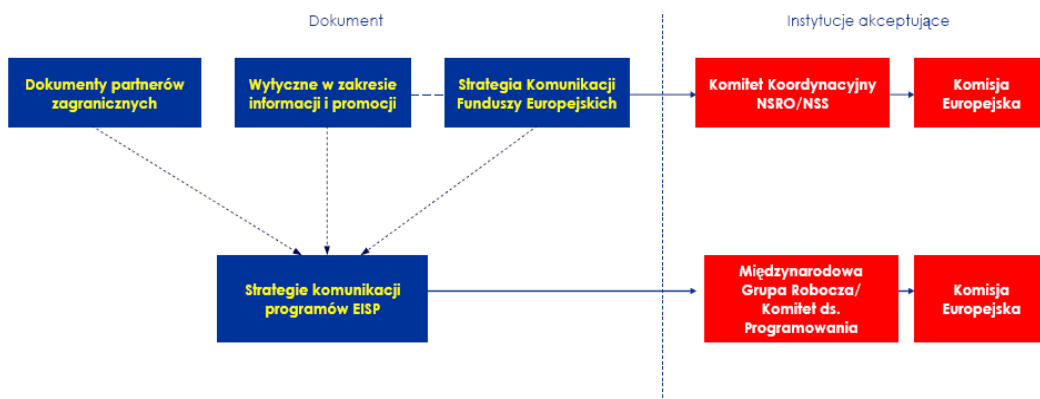 Dokument
Instytucje akceptujące
Dokumenty partnerów
zagranicznych
Wytyczne w zakresie
informacji i promocji
Strategia Komunikacji
Funduszy Europejskich
Komitet Koordynacyjny
NSRO/NSS
Komisja
Europejska
Strategie komunikacji
programów EISP
Międzynarodowa
Grupa Robocza/
Komitet ds.
Programowania
Komisja
Europejska